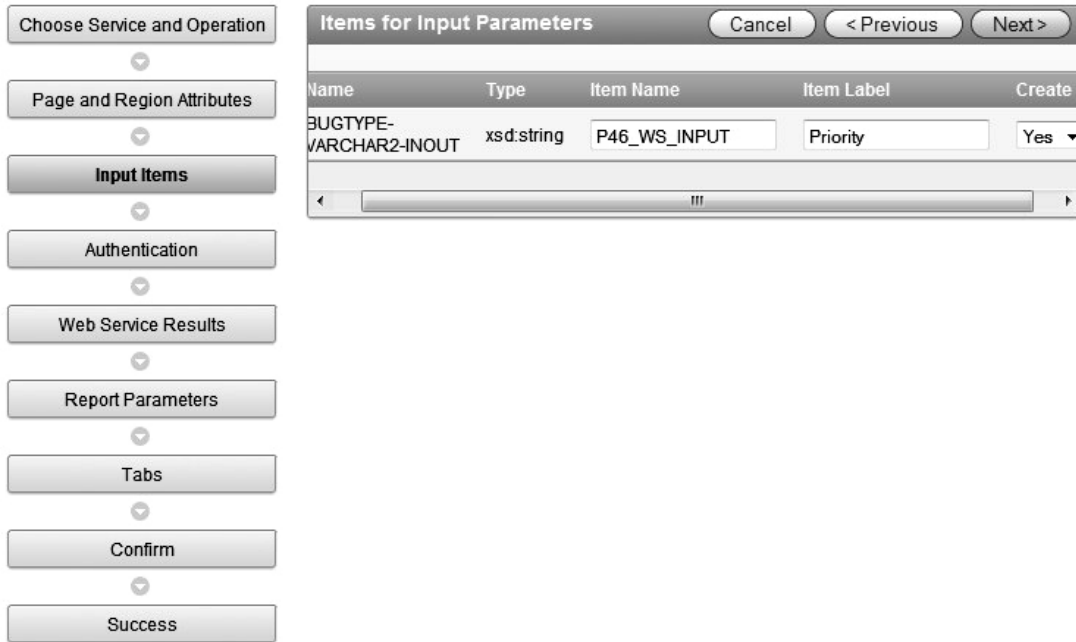 Choose Service and Operation
Page and Region Attributes
Input Items
Authentication
Web Service Results
Report Parameters
Tabs
Confirm
Success
Items for Input Parameters
Cancel
< Previous
Next >
Name Type Item Name Item Label Create
BUGTYPE-
VARCHAR2-INOUT xsd:string P46_WS_INPUT Priority Yes